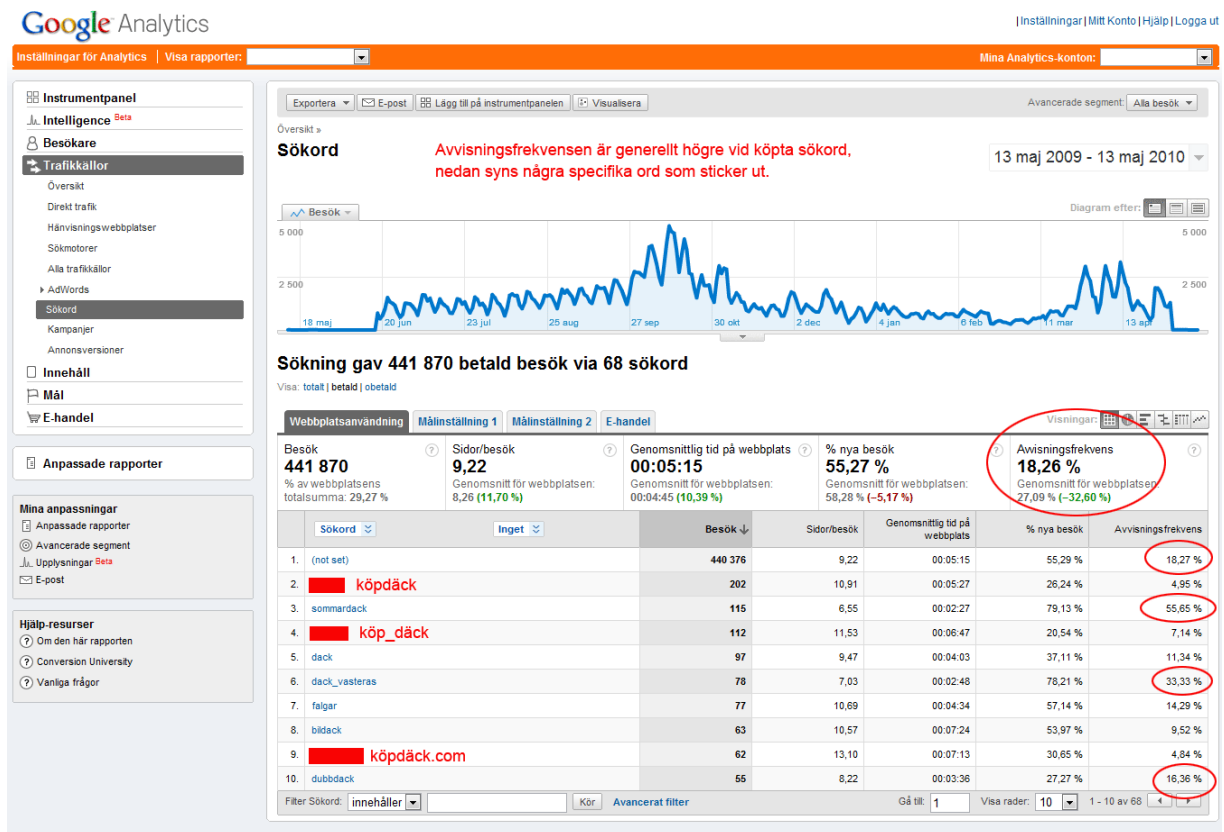 Google Analytics
Inställningar | Mitt Konto | Hjälp | Logga ut
Inställningar för Analytics | Visa rapporter:
Mina Analytics-konton:
Instrumentpanel
Intelligence Beta
Besökare
Trafikkällor
Översikt
Direkt trafik
Hänvisningswebbplatser
Sökmotorer
Alla trafikkällor
AdWords
Sökord
Kampanjer
Annonsversioner
Innehåll
Mål
E-handel
Anpassade rapporter
Mina anpassningar
Anpassade rapporter
Avancerade segment
Upplysningar Beta
E-post
Hjälp-resurser
Om den här rapporten
Conversion University
Vanliga frågor
Exportera E-post Lägg till på instrumentpanelen Visualisera
Avancerade segment: Alla besök
Översikt »
Sökord
Avvisningsfrekvensen är generellt högre vid köpta sökord,
nedan syns några specifika ord som sticker ut.
13 maj 2009 - 13 maj 2010
Besök
Diagram efter:
5 000 5 000
2 500 2 500
18 maj 20 jun 23 jul 25 aug 27 sep 30 okt 2 dec 4 jan 6 feb 11 mar 13 apr
Sökning gav 441 870 betald besök via 68 sökord
Visa: totalt | betald | obetald
Webbplatsanvändning Målinställning 1 Målinställning 2 E-handel
Visningar:
Besök
441 870
% av webbplatsens
totalsumma: 29,27 %
Sidor/besök
9,22
Genomsnitt för webbplatsen:
8,26 (11,70 %)
Genomsnittlig tid på webbplats
00:05:15
Genomsnitt för webbplatsen:
00:04:45 (10,39 %)
% nya besök
55,27 %
Genomsnitt för webbplatsen:
58,28 % (−5,17 %)
Avvisningsfrekvens
18,26 %
Genomsnitt för webbplatsen:
27,09 % (−32,60 %)
Sökord Inget Besök Sidor/besök Genomsnittlig tid på webbplats % nya besök Avvisningsfrekvens
1. (not set) 440 376 9,22 00:05:15 55,29 % 18,27 %
2. köpdäck 202 10,91 00:05:27 26,24 % 4,95 %
3. sommardack 115 6,55 00:02:27 79,13 % 55,65 %
4. köp_däck 112 11,53 00:06:47 20,54 % 7,14 %
5. dack 97 9,47 00:04:03 37,11 % 11,34 %
6. dack_vasteras 78 7,03 00:02:48 78,21 % 33,33 %
7. falgar 77 10,69 00:04:34 57,14 % 14,29 %
8. bildack 63 10,57 00:07:24 53,97 % 9,52 %
9. köpdäck.com 62 13,10 00:07:13 30,65 % 4,84 %
10. dubbdack 55 8,22 00:03:36 27,27 % 16,36 %
Filter Sökord: innehåller Kör Avancerat filter Gå till: 1 Visa rader: 10 1 - 10 av 68